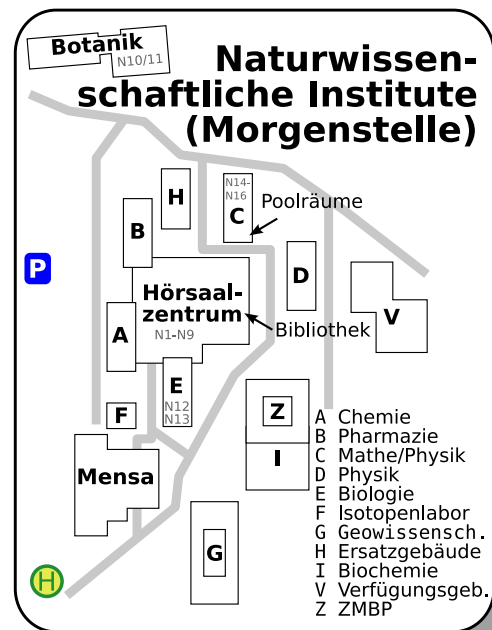 Botanik
N10/11
Naturwissen-
schaftliche Institute
(Morgenstelle)
N14-
N16
H
C
Poolräume
B
P
D
Hörsaal-
zentrum
N1-N9
Bibliothek
V
A
E
N12
N13
F
Z
I
Mensa
G
H
A Chemie
B Pharmazie
C Mathe/Physik
D Physik
E Biologie
F Isotopenlabor
G Geowissensch.
H Ersatzgebäude
I Biochemie
V Verfügungsgeb.
Z ZMBP